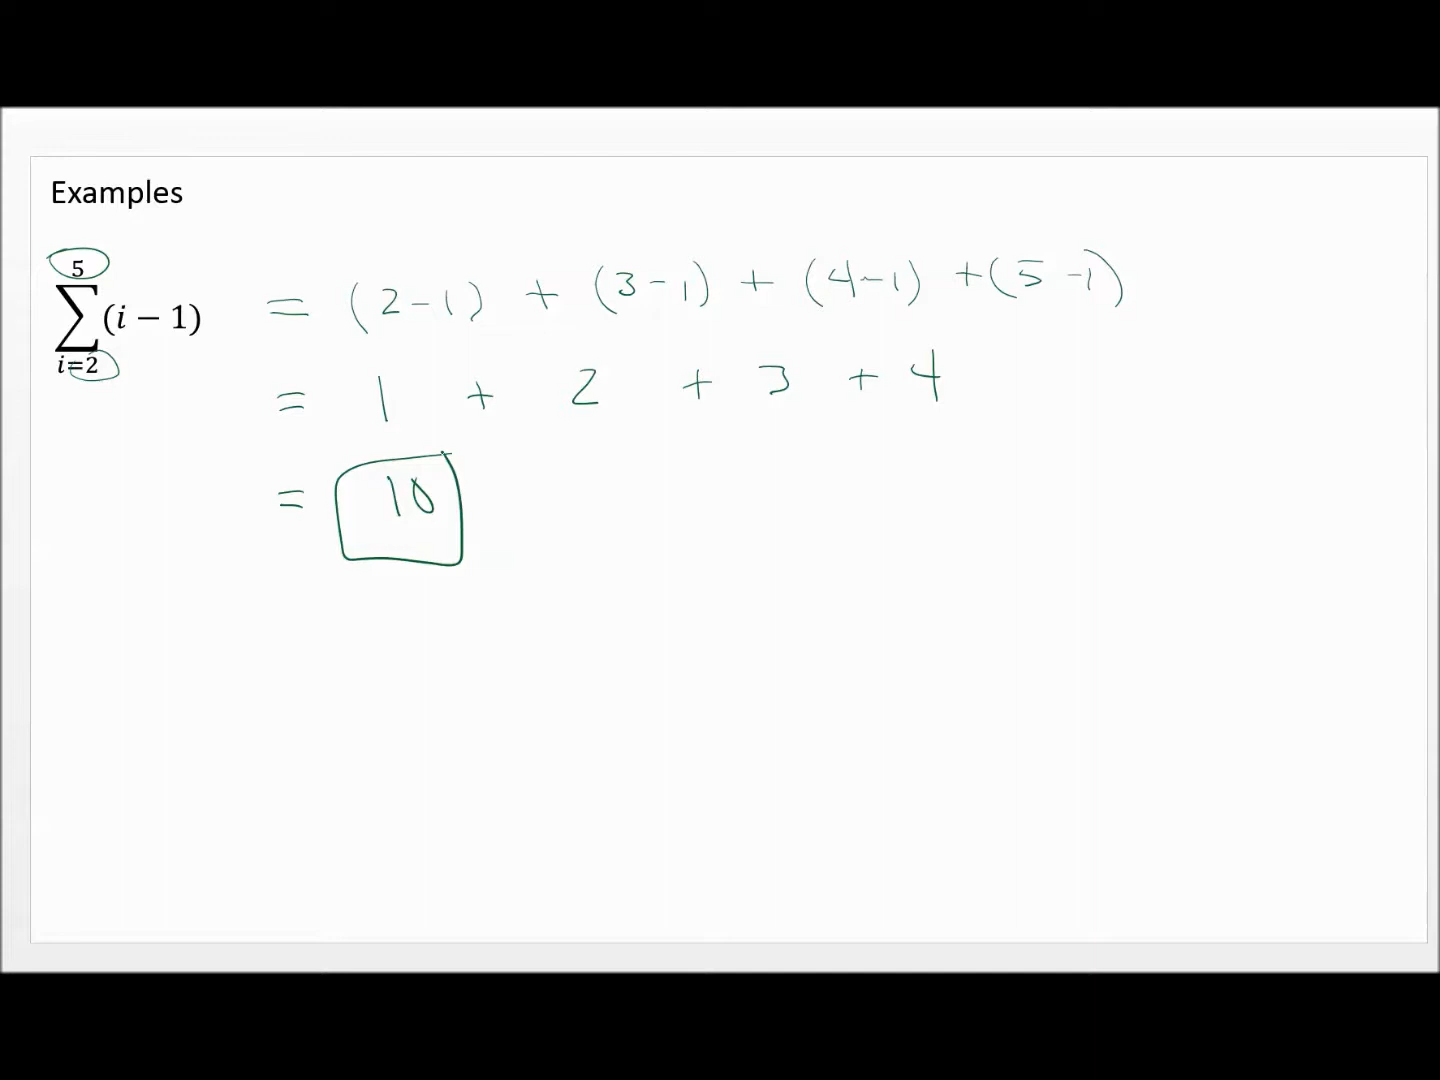 Examples
5
∑(i − 1) = (2-1) + (3-1) + (4-1) + (5-1)
i=2
= 1 + 2 + 3 + 4
= 10